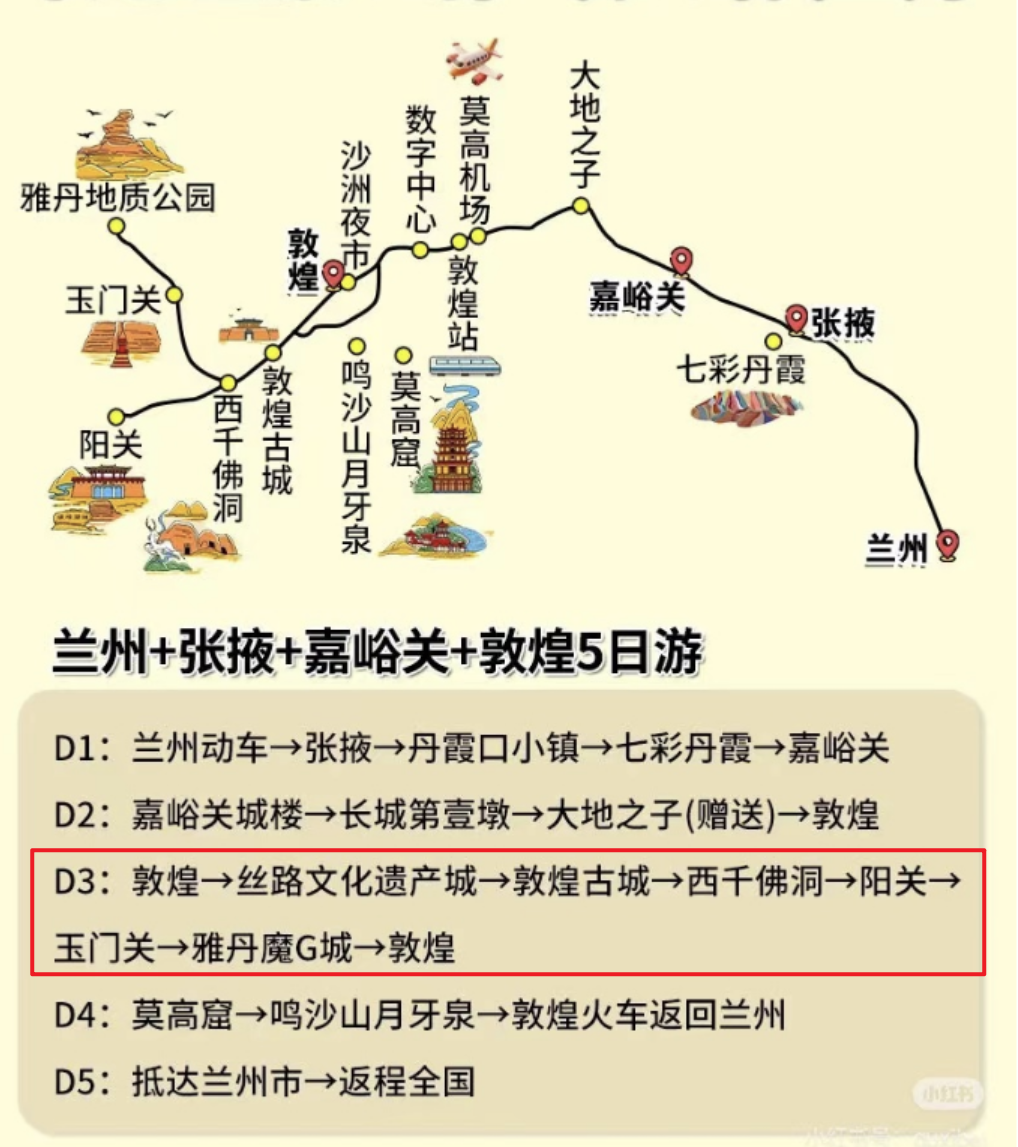 大地之子
莫高机场
数字中心
沙洲夜市
雅丹地质公园
敦煌
玉门关
敦煌站
嘉峪关
张掖
七彩丹霞
阳关
西千佛洞
敦煌古城
鸣沙山月牙泉
莫高窟
兰州
兰州+张掖+嘉峪关+敦煌5日游
D1：兰州动车→张掖→丹霞口小镇→七彩丹霞→嘉峪关
D2：嘉峪关城楼→长城第壹墩→大地之子(赠送)→敦煌
D3：敦煌→丝路文化遗产城→敦煌古城→西千佛洞→阳关→
玉门关→雅丹魔G城→敦煌
D4：莫高窟→鸣沙山月牙泉→敦煌火车返回兰州
D5：抵达兰州市→返程全国
小红书